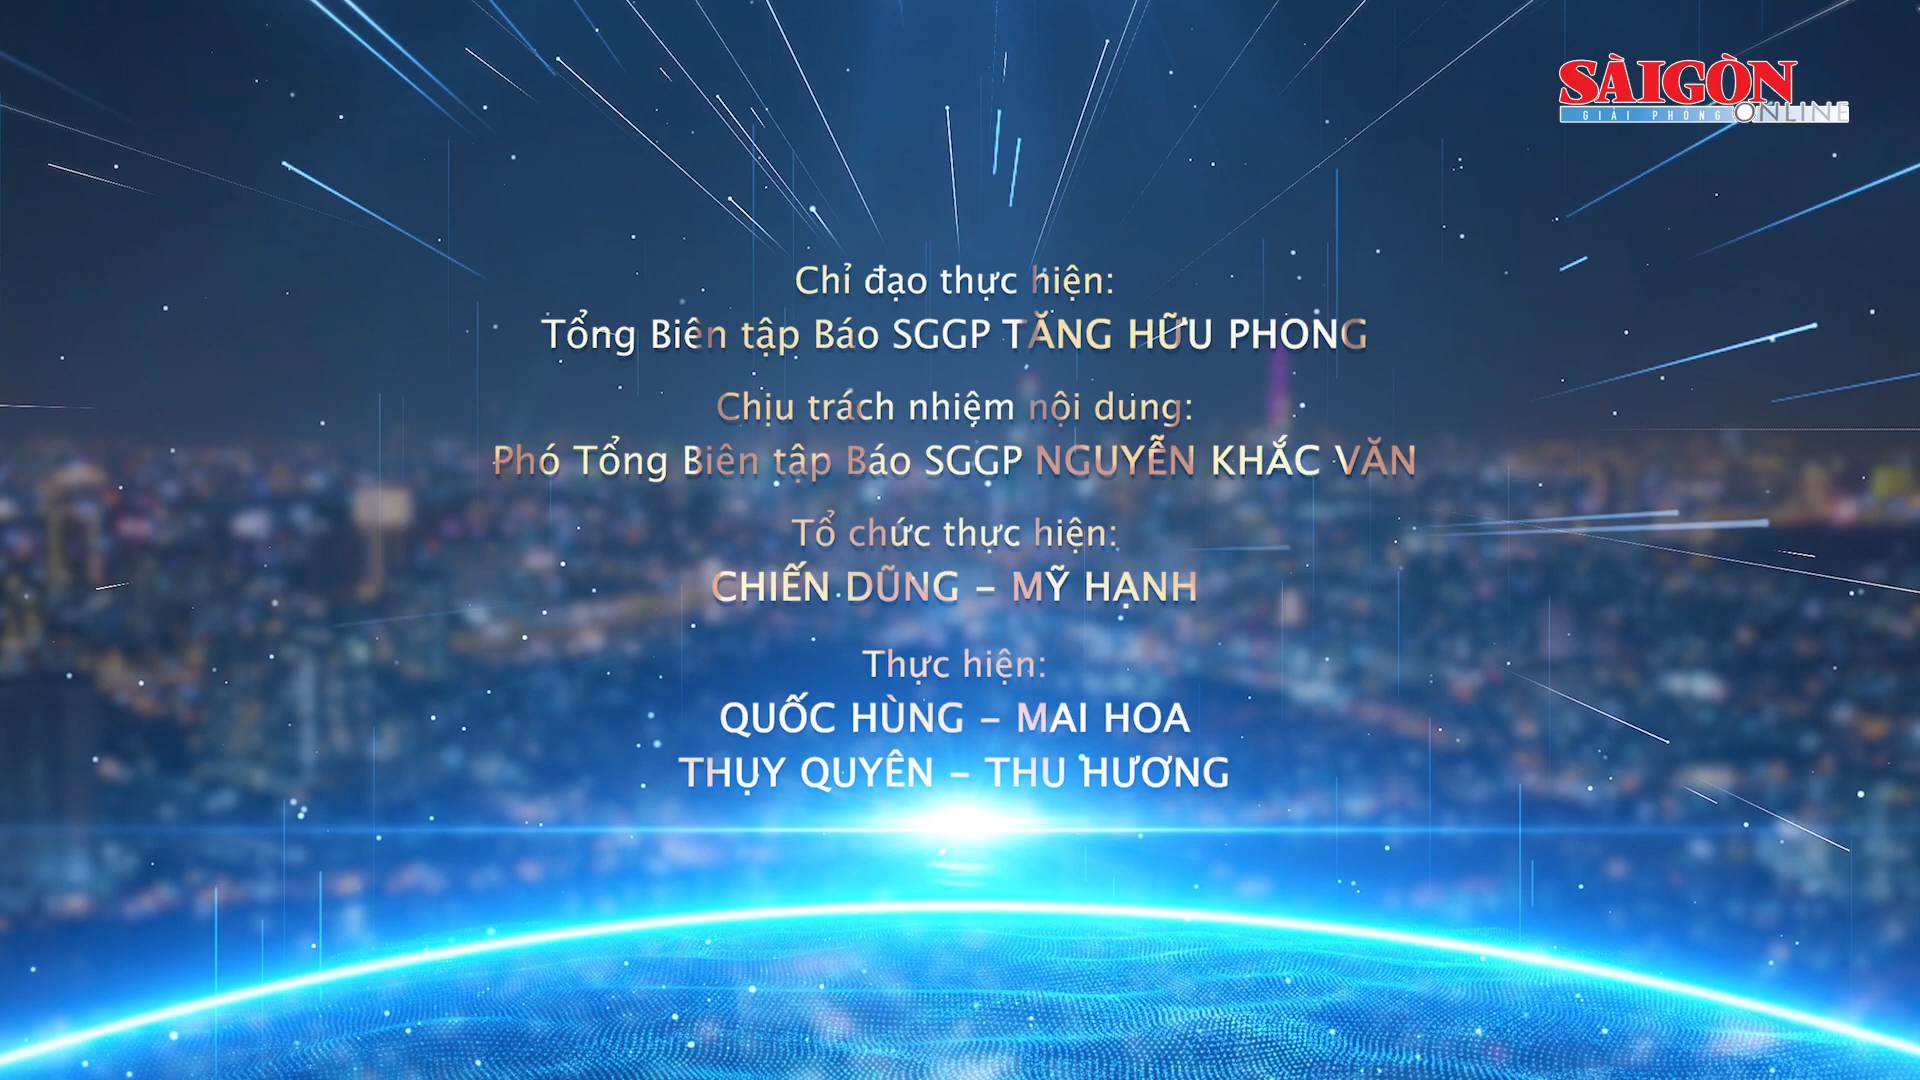 SÀI GÒN
GIẢI PHÓNG ONLINE
Chỉ đạo thực hiện:
Tổng Biên tập Báo SGGP TĂNG HỮU PHONG
Chịu trách nhiệm nội dung:
Phó Tổng Biên tập Báo SGGP NGUYỄN KHẮC VĂN
Tổ chức thực hiện:
CHIẾN DŨNG – MỸ HẠNH
Thực hiện:
QUỐC HÙNG – MAI HOA
THỤY QUYÊN – THU HƯƠNG